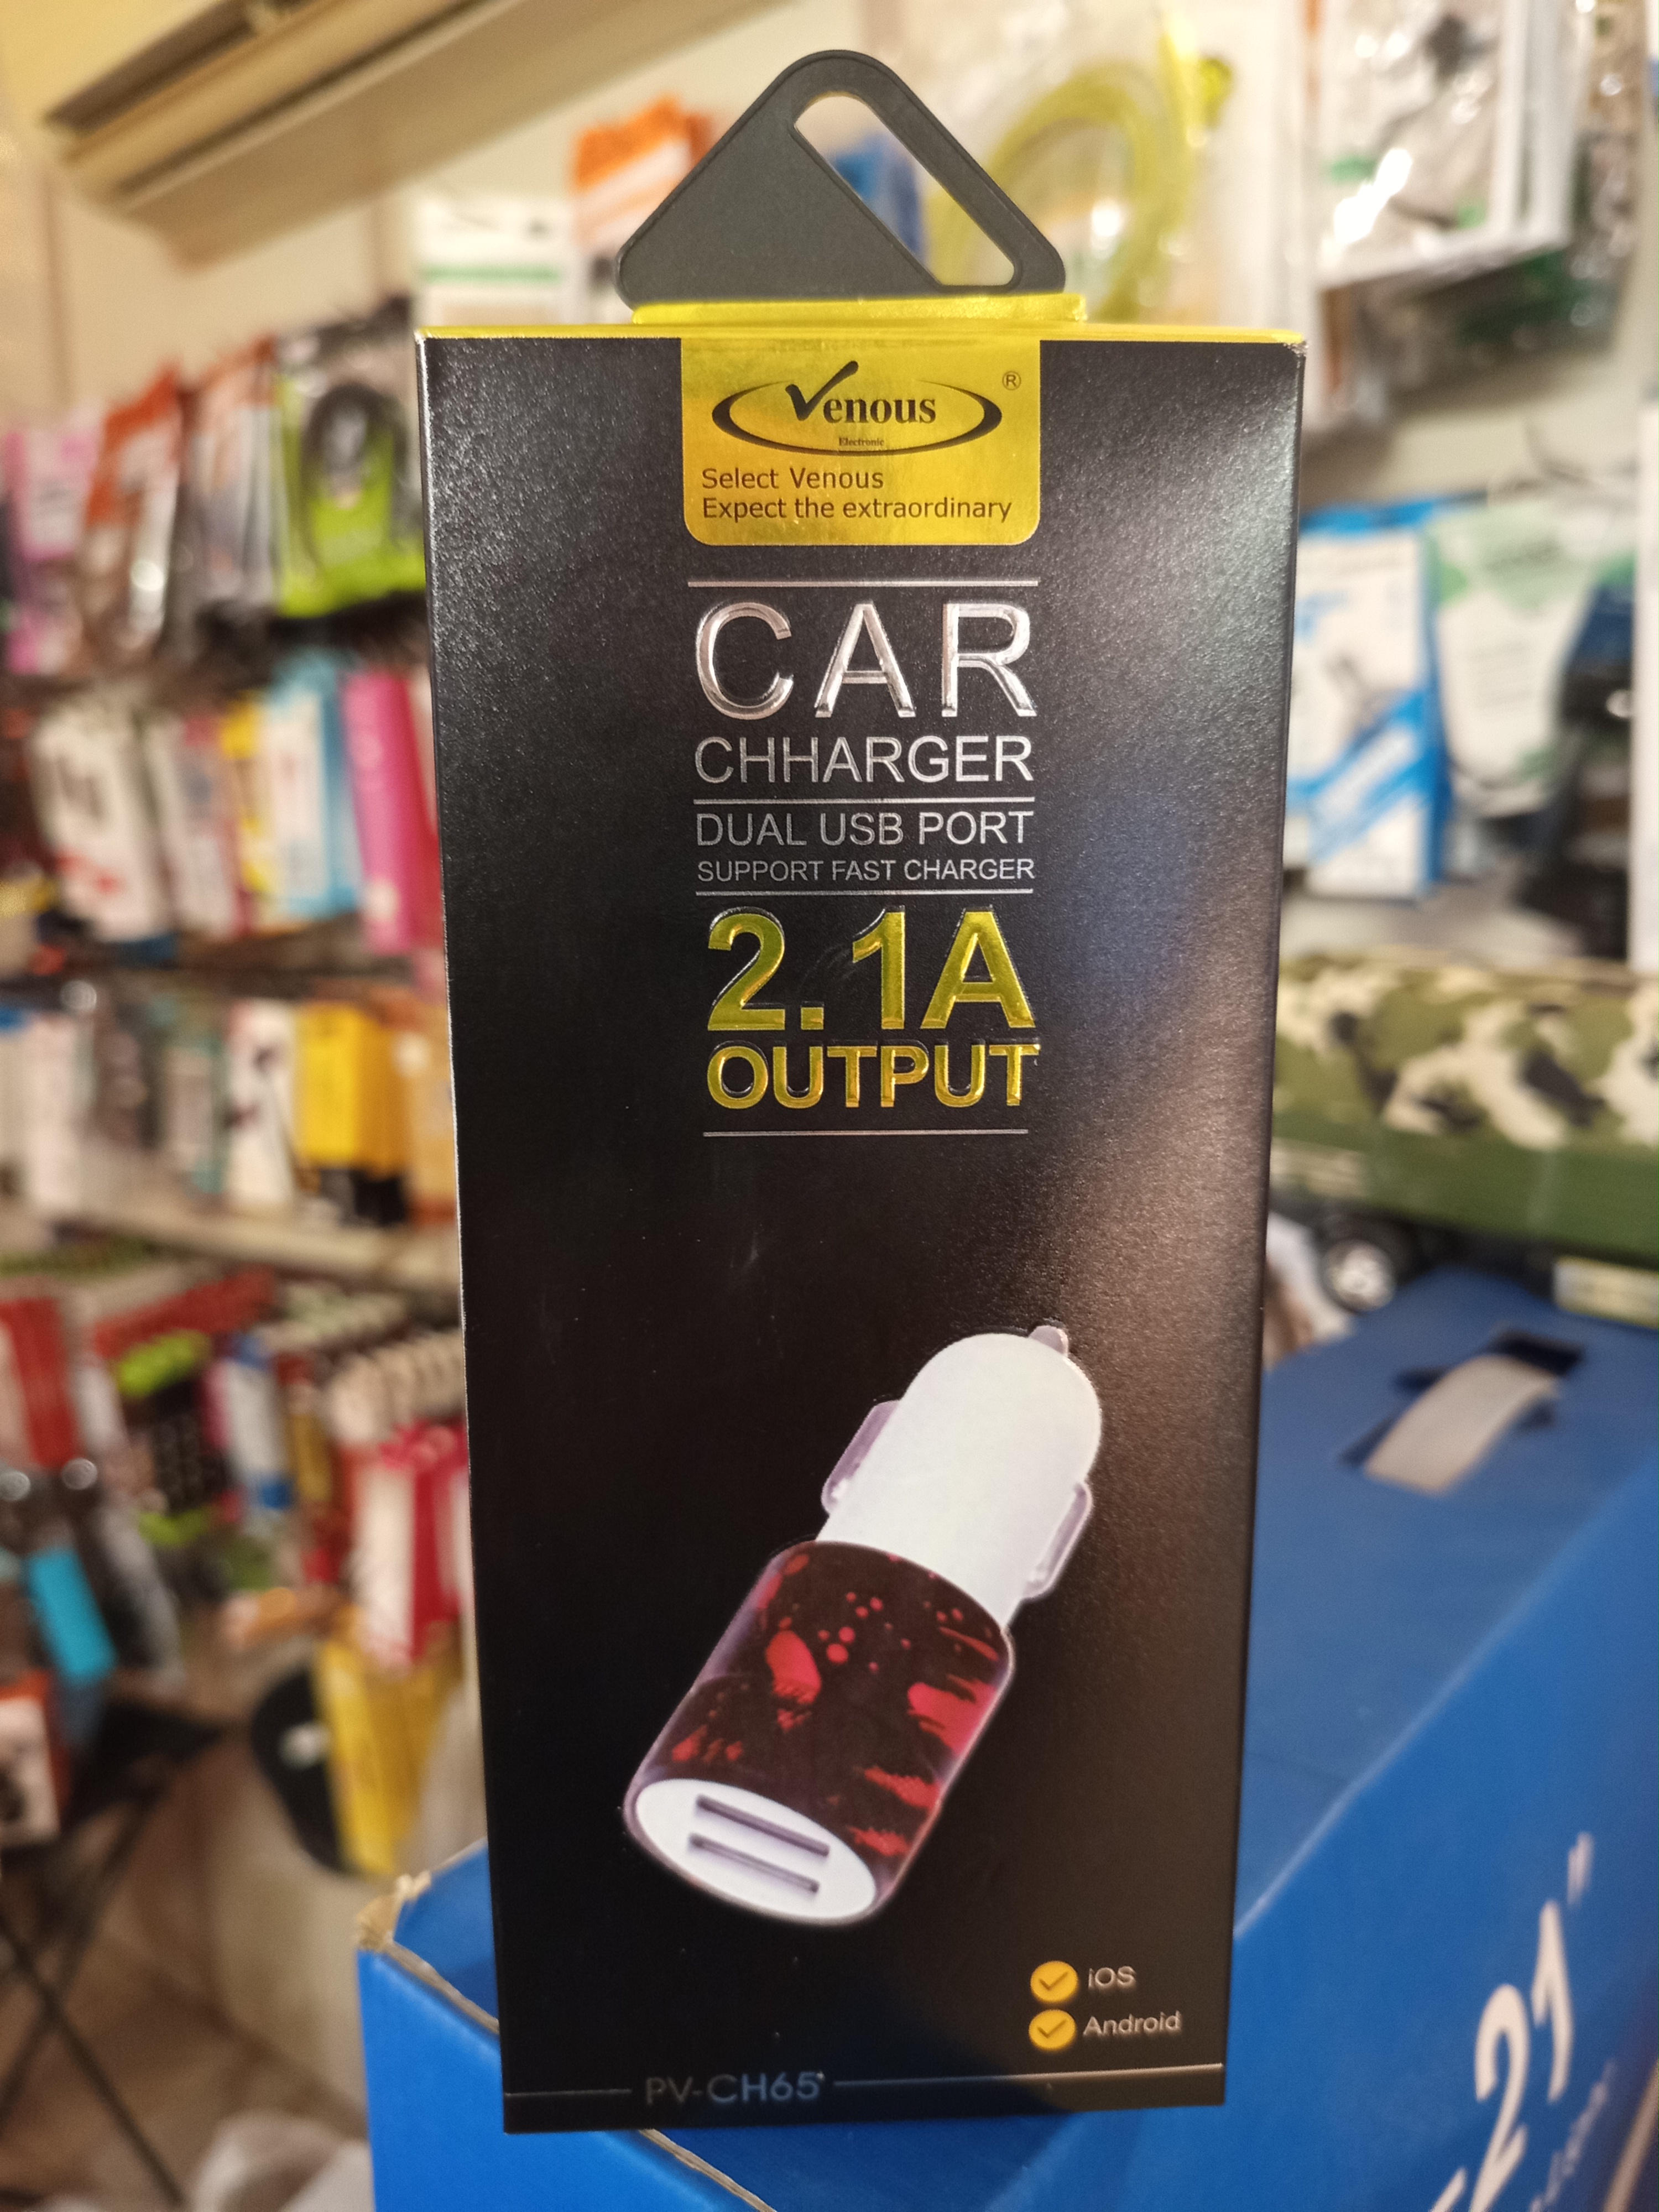 Venous
®
Electronic
Select Venous
Expect the extraordinary
CAR
CHHARGER
DUAL USB PORT
SUPPORT FAST CHARGER
2.1A
OUTPUT
iOS
Android
PV-CH65
21"